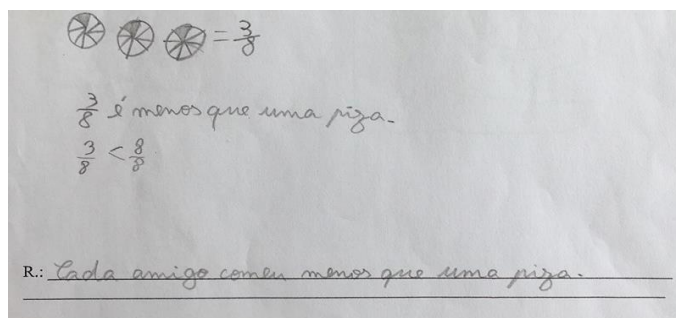 = 3/8
3/8 é menos que uma piza.
3/8 < 8/8
R.: Cada amigo comeu menos que uma piza.